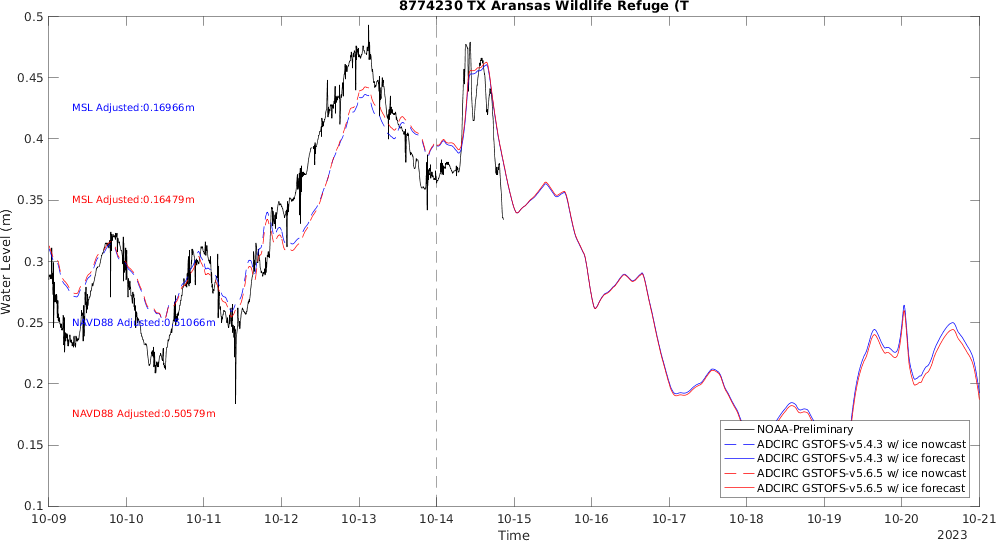 8774230 TX Aransas Wildlife Refuge (T
0.5
0.45
MSL Adjusted:0.16966m
0.4
0.35
MSL Adjusted:0.16479m
0.3
Water Level (m)
0.25
NAVD88 Adjusted:0.51066m
0.2
NAVD88 Adjusted:0.50579m
0.15
0.1
NOAA-Preliminary
ADCIRC GSTOFS-v5.4.3 w/ ice nowcast
ADCIRC GSTOFS-v5.4.3 w/ ice forecast
ADCIRC GSTOFS-v5.6.5 w/ ice nowcast
ADCIRC GSTOFS-v5.6.5 w/ ice forecast
10-09 10-10 10-11 10-12 10-13 10-14 10-15 10-16 10-17 10-18 10-19 10-20 10-21
Time
2023